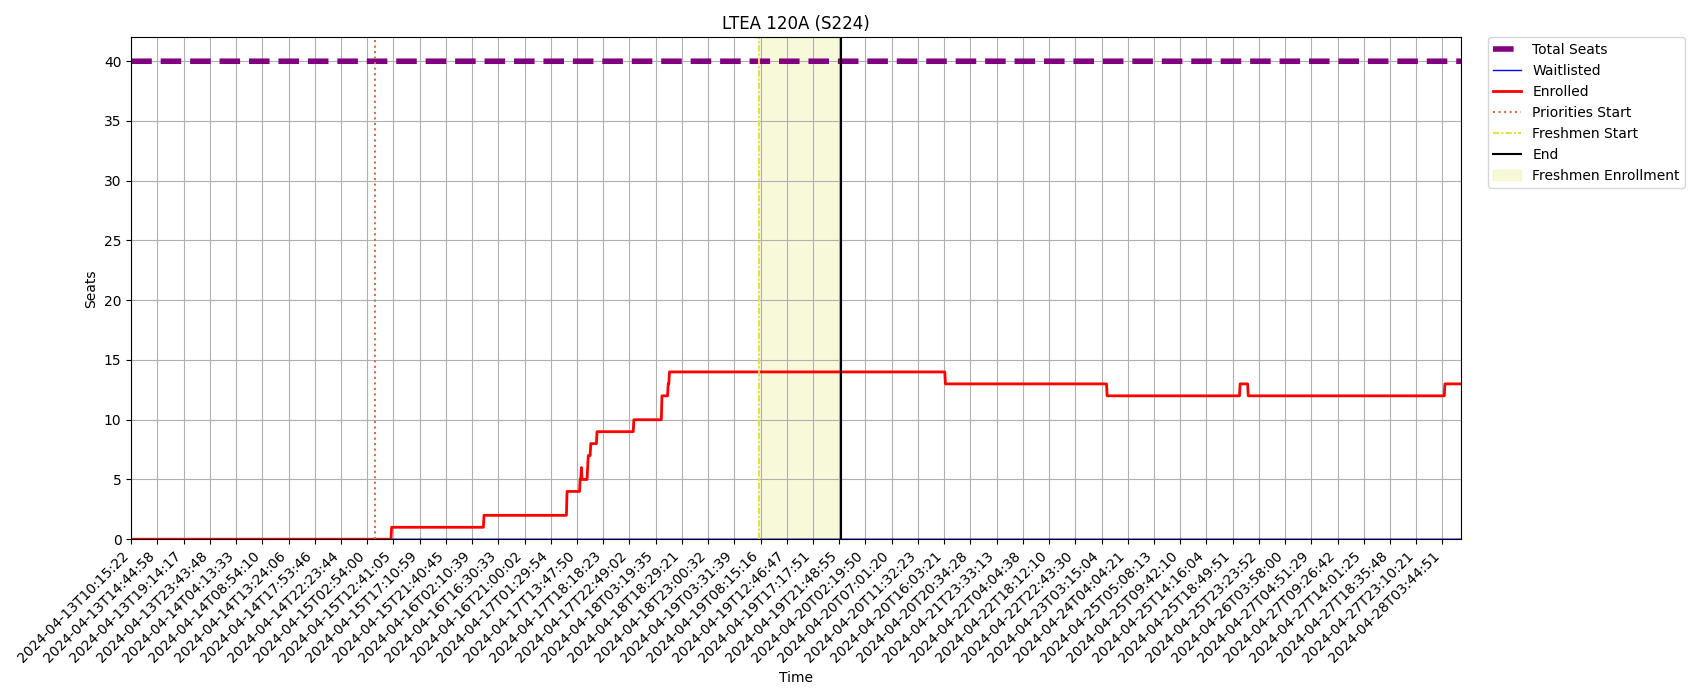 LTEA 120A (S224)
Total Seats
Waitlisted
Enrolled
Priorities Start
Freshmen Start
End
Freshmen Enrollment
Seats
40
35
30
25
20
15
10
5
0
2024-04-13T10:15:22
2024-04-13T14:44:58
2024-04-13T19:14:17
2024-04-13T23:43:48
2024-04-14T04:13:33
2024-04-14T08:54:10
2024-04-14T13:24:06
2024-04-14T17:53:46
2024-04-14T22:23:44
2024-04-15T02:54:00
2024-04-15T12:41:05
2024-04-15T17:10:59
2024-04-15T21:40:45
2024-04-16T02:10:39
2024-04-16T16:30:33
2024-04-16T21:00:02
2024-04-17T01:29:54
2024-04-17T13:47:50
2024-04-17T18:18:23
2024-04-17T22:49:02
2024-04-18T03:19:35
2024-04-18T18:29:21
2024-04-18T23:00:32
2024-04-19T03:31:39
2024-04-19T08:15:16
2024-04-19T12:46:47
2024-04-19T17:17:51
2024-04-19T21:48:55
2024-04-20T02:19:50
2024-04-20T07:01:20
2024-04-20T11:32:23
2024-04-20T16:03:21
2024-04-20T20:34:28
2024-04-21T23:33:13
2024-04-22T04:04:38
2024-04-22T18:12:10
2024-04-22T22:43:30
2024-04-23T03:15:04
2024-04-24T04:04:21
2024-04-25T05:08:13
2024-04-25T09:42:10
2024-04-25T14:16:04
2024-04-25T18:49:51
2024-04-25T23:23:52
2024-04-26T03:58:00
2024-04-27T04:51:29
2024-04-27T09:26:42
2024-04-27T14:01:25
2024-04-27T18:35:48
2024-04-27T23:10:21
2024-04-28T03:44:51
Time